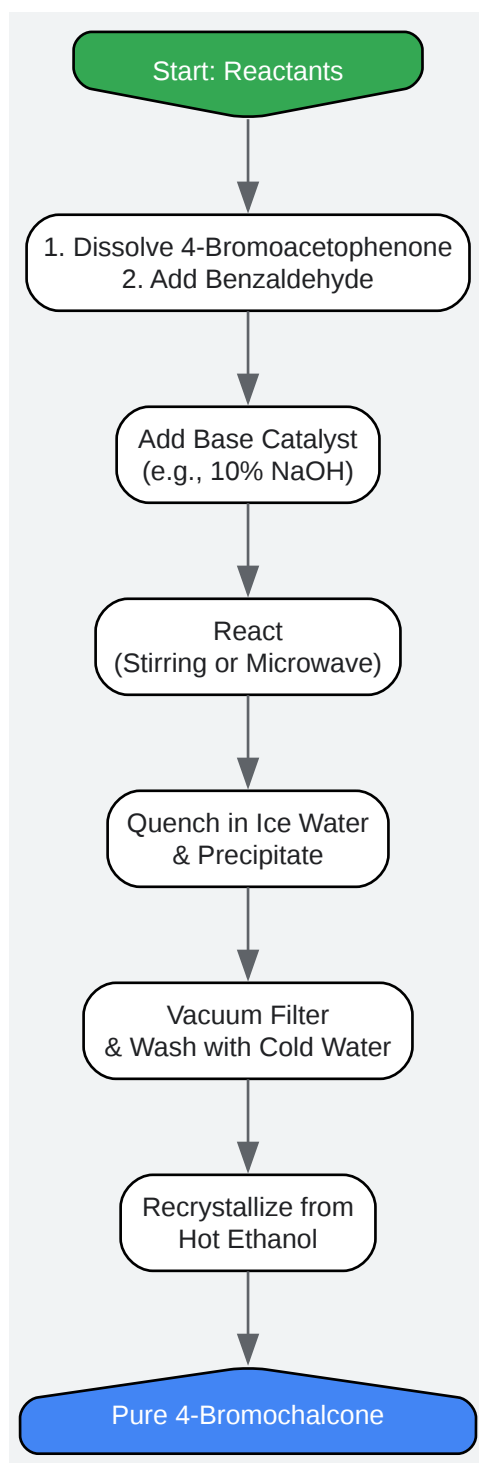 Start: Reactants
1. Dissolve 4-Bromoacetophenone
2. Add Benzaldehyde
Add Base Catalyst
(e.g., 10% NaOH)
React
(Stirring or Microwave)
Quench in Ice Water
& Precipitate
Vacuum Filter
& Wash with Cold Water
Recrystallize from
Hot Ethanol
Pure 4-Bromochalcone